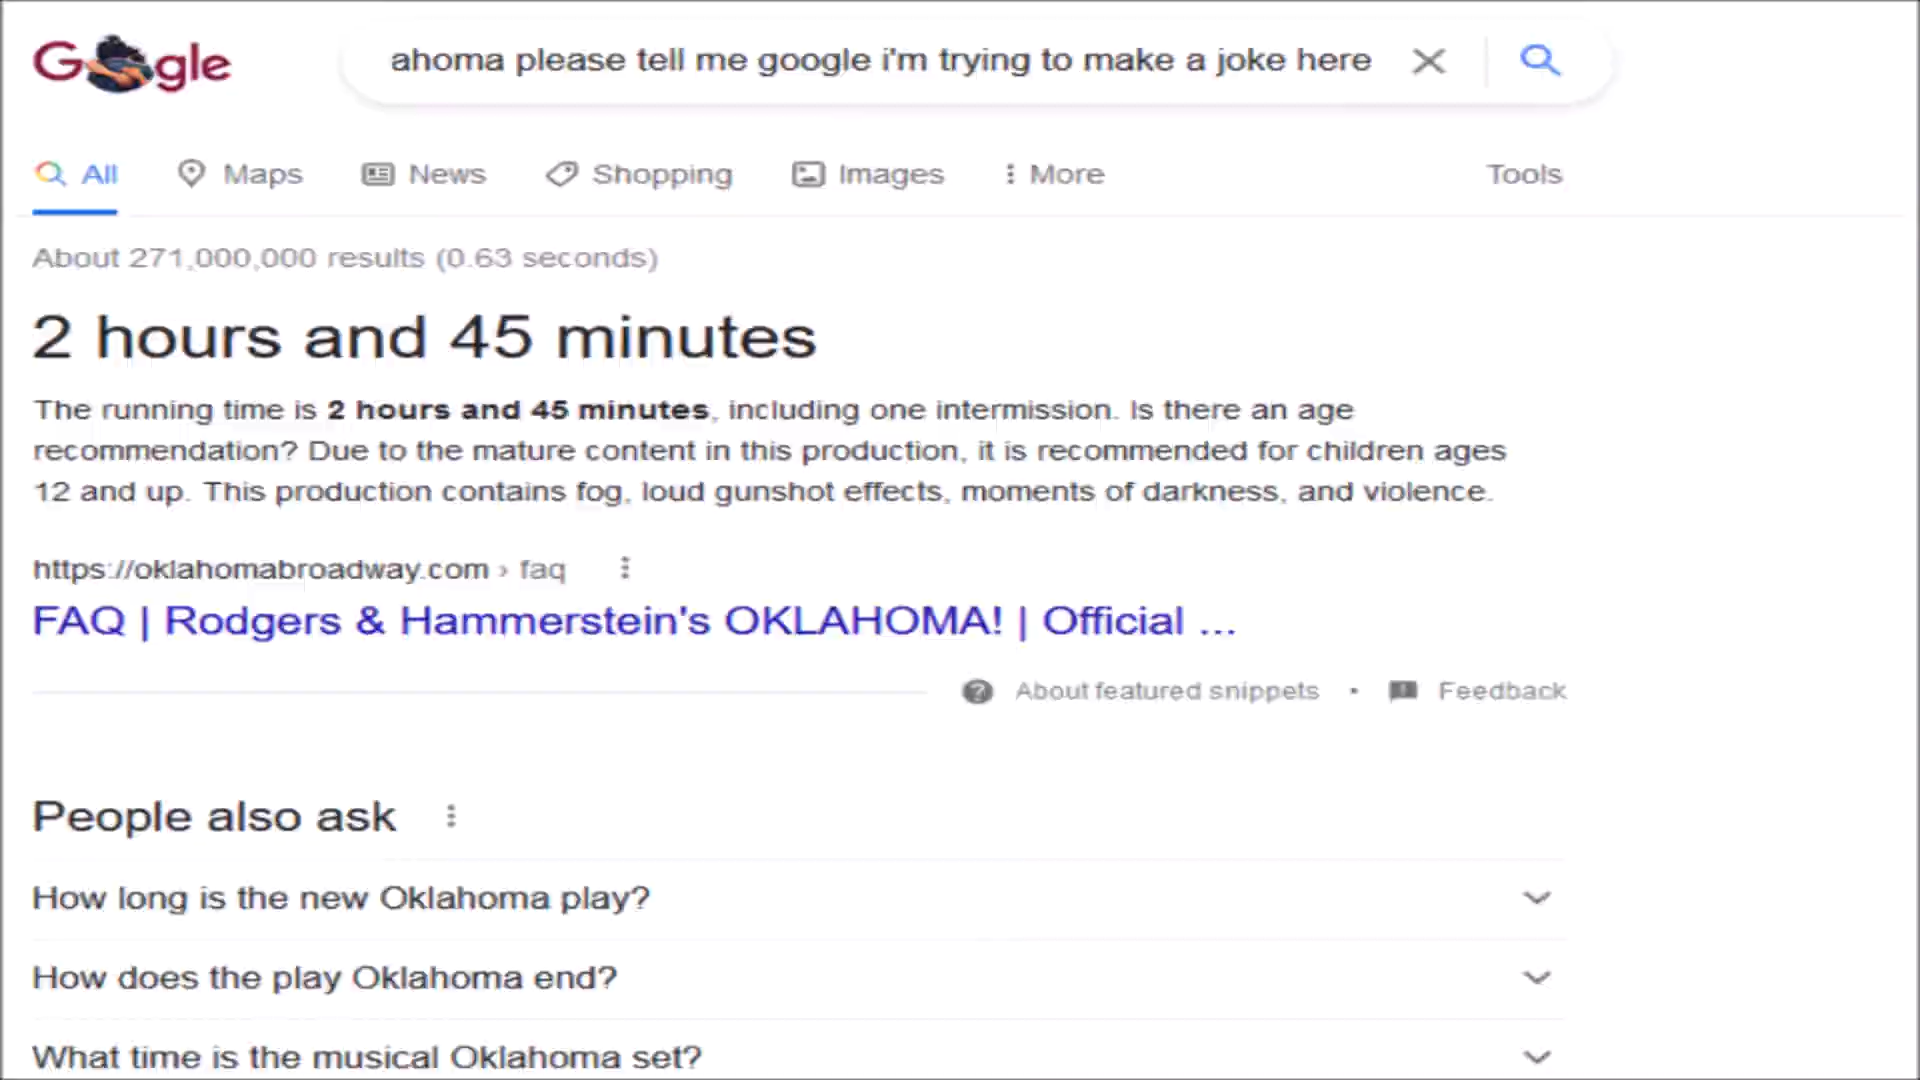 Google
ahoma please tell me google i'm trying to make a joke here
All Maps News Shopping Images More Tools
About 271,000,000 results (0.63 seconds)
2 hours and 45 minutes
The running time is 2 hours and 45 minutes, including one intermission. Is there an age
recommendation? Due to the mature content in this production, it is recommended for children ages
12 and up. This production contains fog, loud gunshot effects, moments of darkness, and violence.
https://oklahomabroadway.com › faq
FAQ | Rodgers & Hammerstein's OKLAHOMA! | Official ...
About featured snippets • Feedback
People also ask
How long is the new Oklahoma play?
How does the play Oklahoma end?
What time is the musical Oklahoma set?